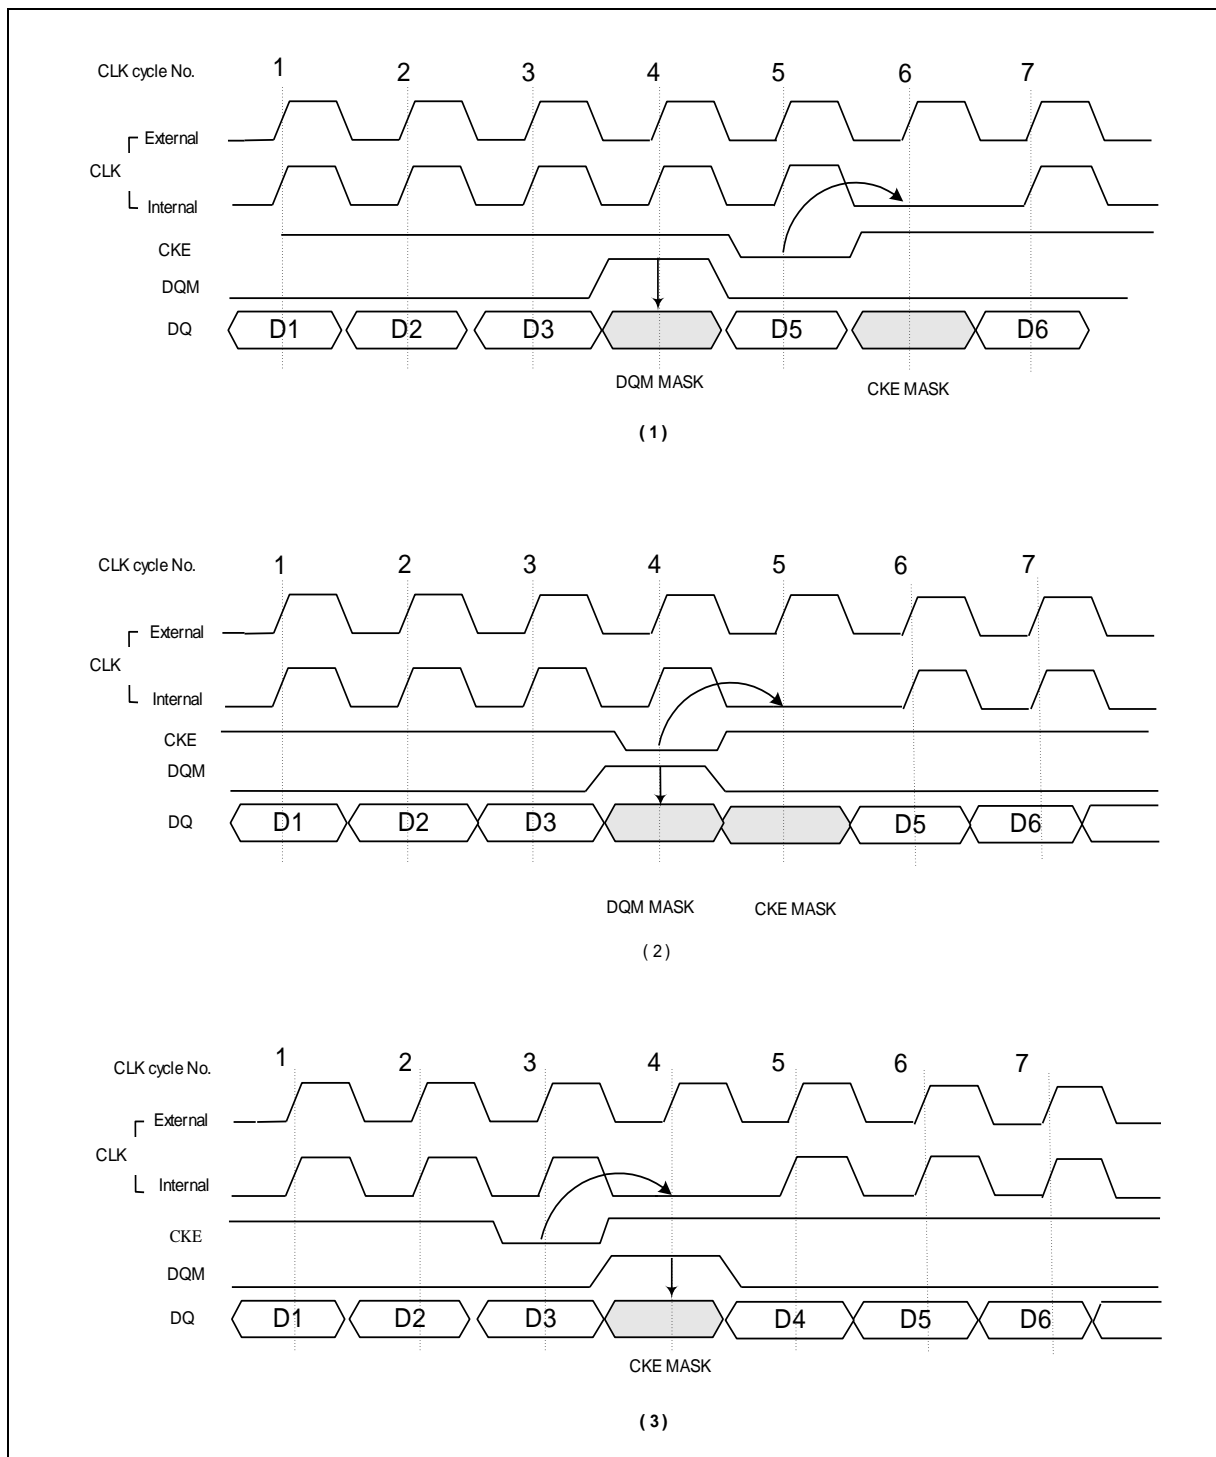 CLK cycle No. 1 2 3 4 5 6 7
External
CLK
Internal
CKE
DQM
DQ D1 D2 D3 D5 D6
DQM MASK CKE MASK
( 1 )
CLK cycle No. 1 2 3 4 5 6 7
External
CLK
Internal
CKE
DQM
DQ D1 D2 D3 D5 D6
DQM MASK CKE MASK
( 2 )
CLK cycle No. 1 2 3 4 5 6 7
External
CLK
Internal
CKE
DQM
DQ D1 D2 D3 D4 D5 D6
CKE MASK
( 3 )